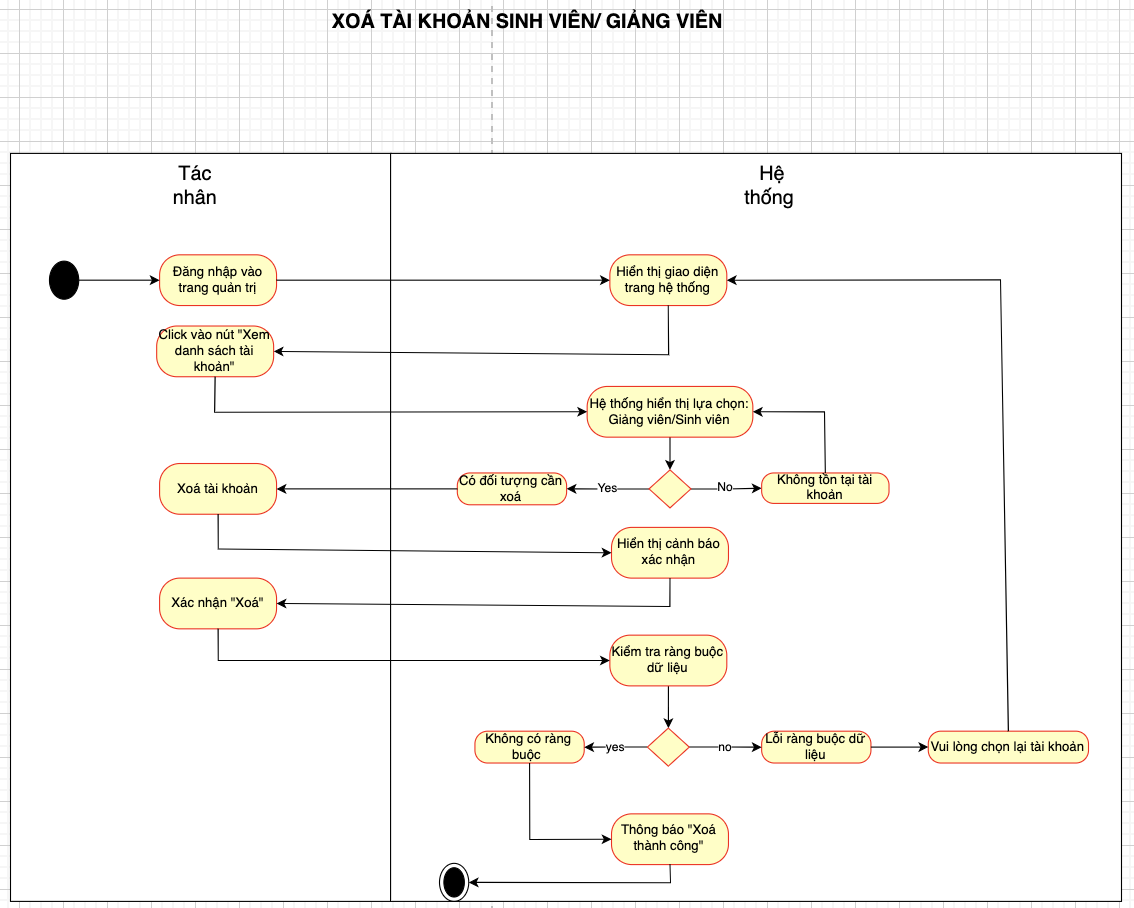 XOÁ TÀI KHOẢN SINH VIÊN/ GIẢNG VIÊN
Tác
nhân
Hệ
thống
Đăng nhập vào
trang quản trị
Hiển thị giao diện
trang hệ thống
Click vào nút "Xem
danh sách tài
khoản"
Hệ thống hiển thị lựa chọn:
Giảng viên/Sinh viên
Xoá tài khoản
Có đối tượng cần
xoá
Yes
No
Không tồn tại tài
khoản
Hiển thị cảnh báo
xác nhận
Xác nhận "Xoá"
Kiểm tra ràng buộc
dữ liệu
Không có ràng
buộc
yes
no
Lỗi ràng buộc dữ
liệu
Vui lòng chọn lại tài khoản
Thông báo "Xoá
thành công"